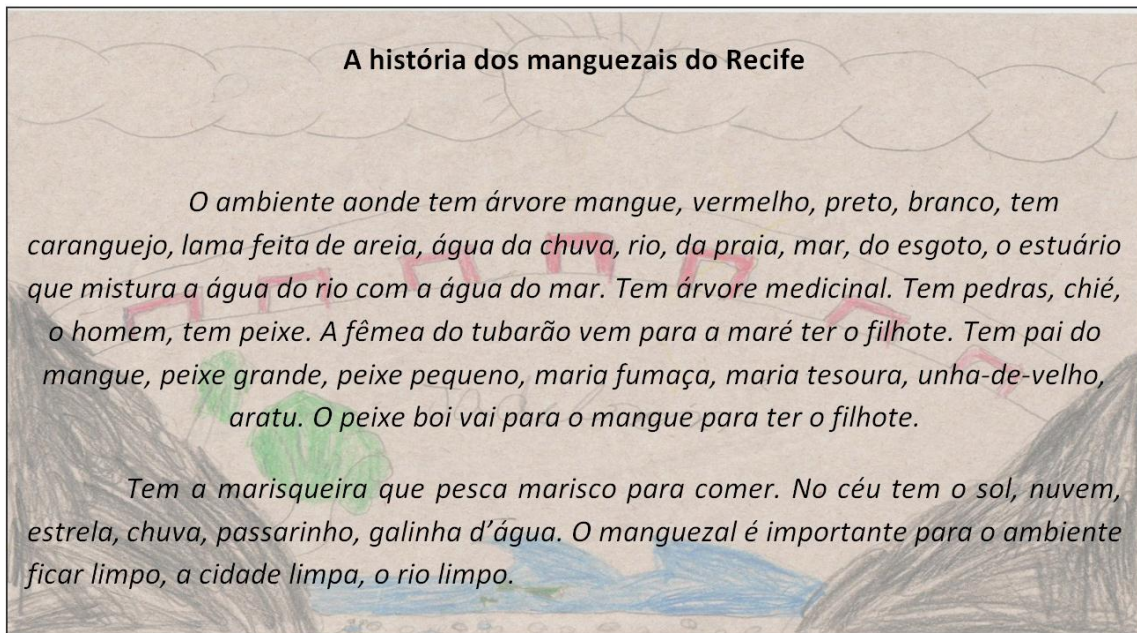 A história dos manguezais do Recife
O ambiente aonde tem árvore mangue, vermelho, preto, branco, tem
caranguejo, lama feita de areia, água da chuva, rio, da praia, mar, do esgoto, o estuário
que mistura a água do rio com a água do mar. Tem árvore medicinal. Tem pedras, chié,
o homem, tem peixe. A fêmea do tubarão vem para a maré ter o filhote. Tem pai do
mangue, peixe grande, peixe pequeno, maria fumaça, maria tesoura, unha-de-velho,
aratu. O peixe boi vai para o mangue para ter o filhote.
Tem a marisqueira que pesca marisco para comer. No céu tem o sol, nuvem,
estrela, chuva, passarinho, galinha d’água. O manguezal é importante para o ambiente
ficar limpo, a cidade limpa, o rio limpo.